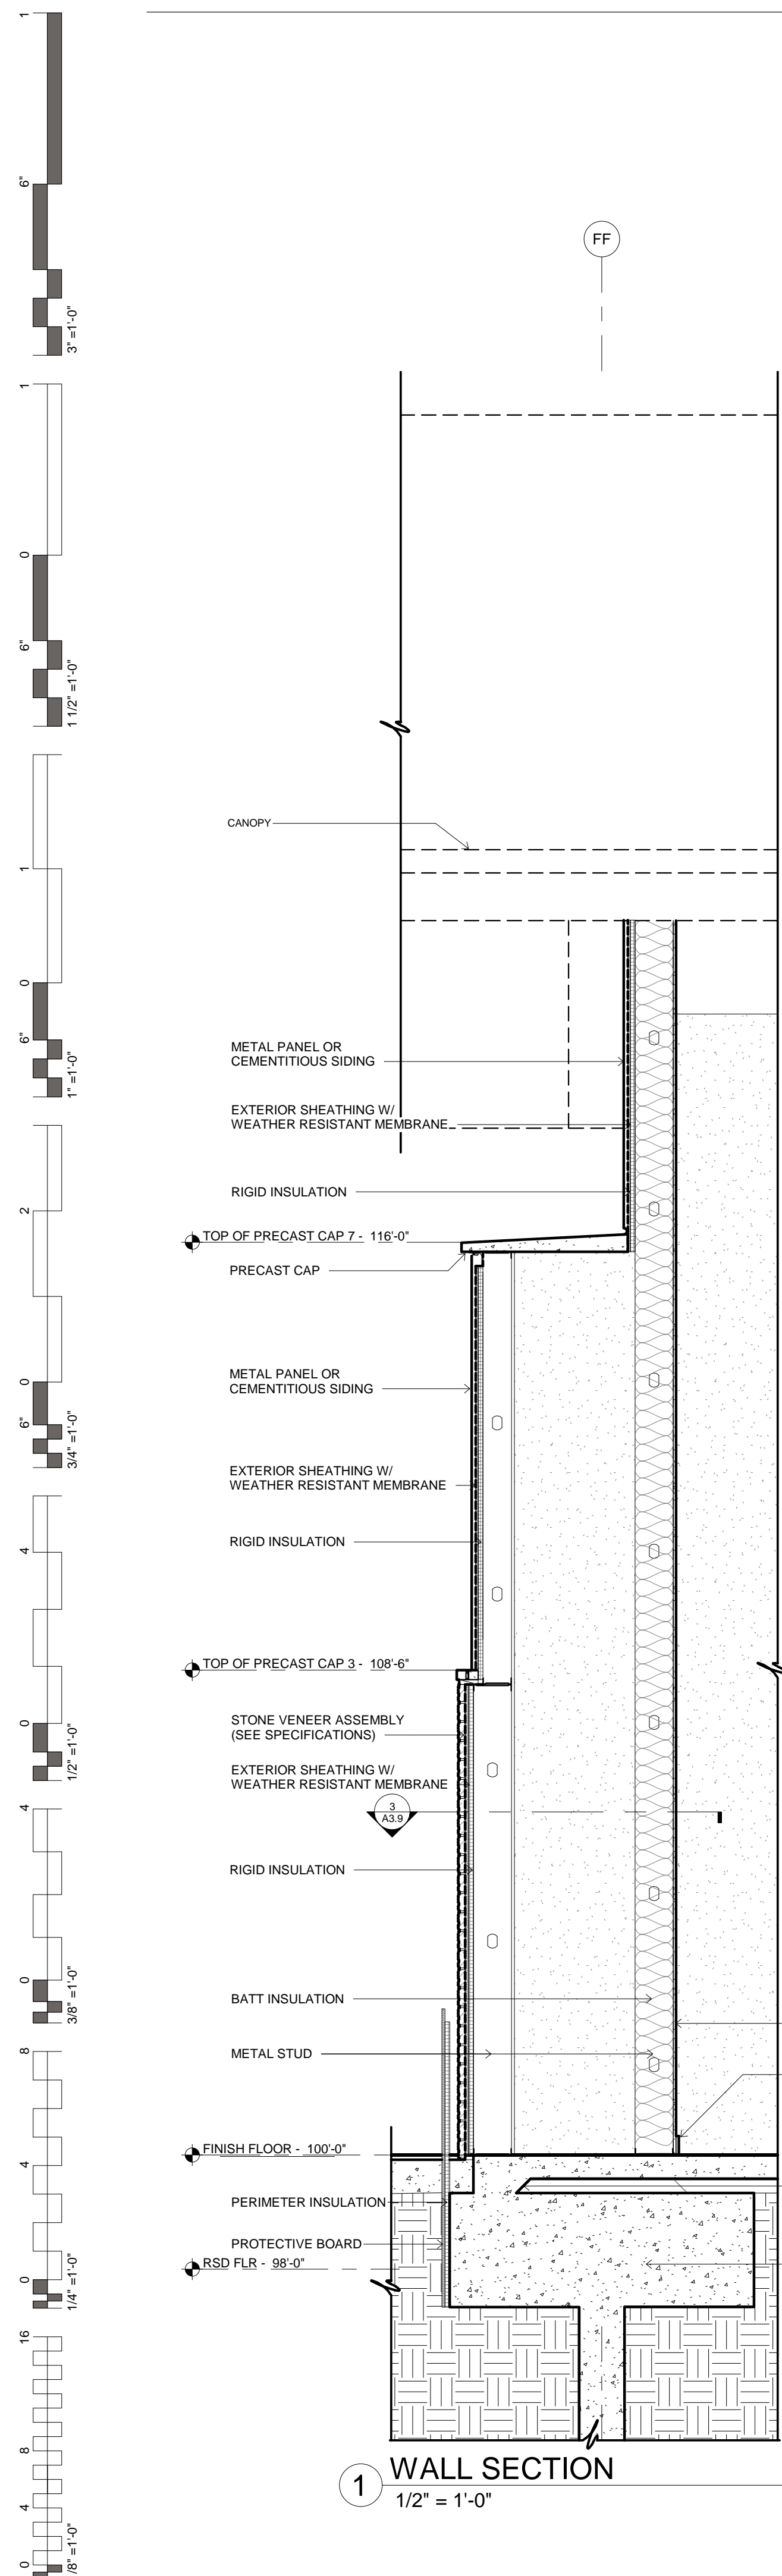 1
6"
3" =1'-0"
FF
1
0
6"
1 1/2" =1'-0"
CANOPY
1
0
6"
1" =1'-0"
METAL PANEL OR
CEMENTITIOUS SIDING
EXTERIOR SHEATHING W/
WEATHER RESISTANT MEMBRANE
RIGID INSULATION
2
0
6"
3/4" =1'-0"
TOP OF PRECAST CAP 7 - 116'-0"
PRECAST CAP
METAL PANEL OR
CEMENTITIOUS SIDING
EXTERIOR SHEATHING W/
WEATHER RESISTANT MEMBRANE
RIGID INSULATION
4
0
1/2" =1'-0"
TOP OF PRECAST CAP 3 - 108'-6"
STONE VENEER ASSEMBLY
(SEE SPECIFICATIONS)
EXTERIOR SHEATHING W/
WEATHER RESISTANT MEMBRANE
3
A3.9
RIGID INSULATION
4
0
3/8" =1'-0"
BATT INSULATION
METAL STUD
8
4
0
1/4" =1'-0"
FINISH FLOOR - 100'-0"
PERIMETER INSULATION
PROTECTIVE BOARD
RSD FLR - 98'-0"
16
8
4
0
/8" =1'-0"
1
WALL SECTION
1/2" = 1'-0"